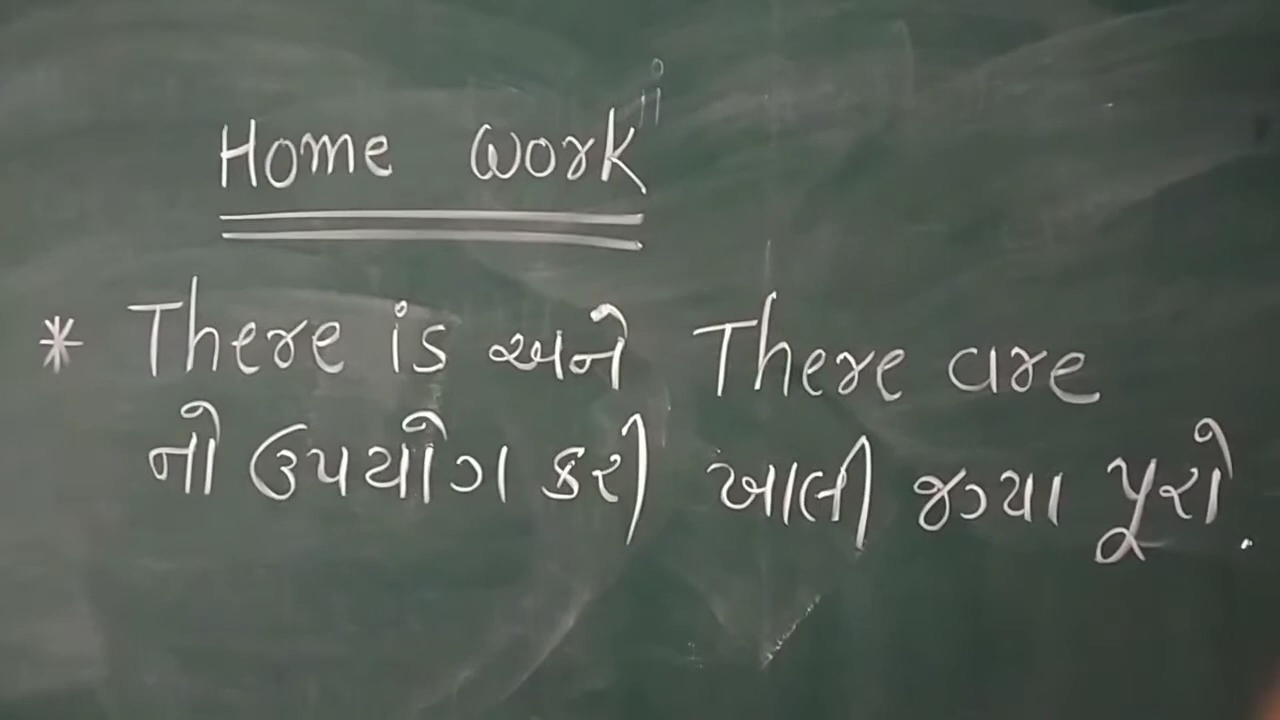 Home work
* There is અને There are
નો ઉપયોગ કરી ખાલી જગ્યા પૂરો.